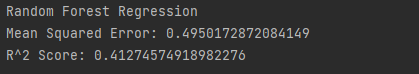 Random Forest Regression
Mean Squared Error: 0.4950172872084149
R^2 Score: 0.41274574918982276